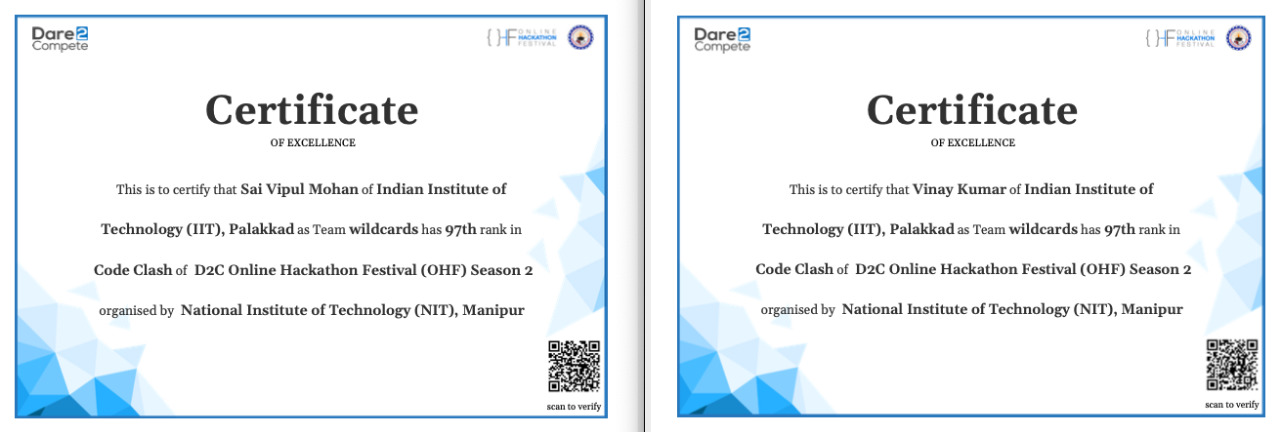 Dare2
Compete
{ }HF ONLINE
HACKATHON
FESTIVAL
Certificate
OF EXCELLENCE
This is to certify that Sai Vipul Mohan of Indian Institute of
Technology (IIT), Palakkad as Team wildcards has 97th rank in
Code Clash of D2C Online Hackathon Festival (OHF) Season 2
organised by National Institute of Technology (NIT), Manipur
scan to verify
Dare2
Compete
{ }HF ONLINE
HACKATHON
FESTIVAL
Certificate
OF EXCELLENCE
This is to certify that Vinay Kumar of Indian Institute of
Technology (IIT), Palakkad as Team wildcards has 97th rank in
Code Clash of D2C Online Hackathon Festival (OHF) Season 2
organised by National Institute of Technology (NIT), Manipur
scan to verify